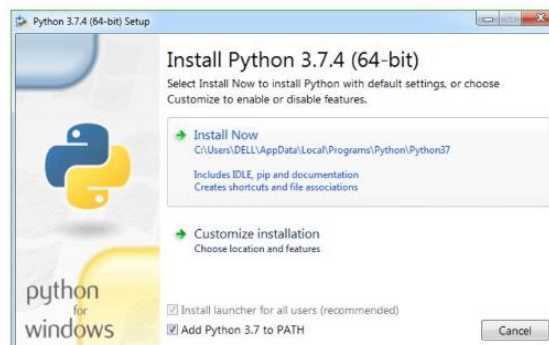 Python 3.7.4 (64-bit) Setup
Install Python 3.7.4 (64-bit)
Select Install Now to install Python with default settings, or choose
Customize to enable or disable features.
Install Now
C:\Users\DELL\AppData\Local\Programs\Python\Python37
Includes IDLE, pip and documentation
Creates shortcuts and file associations
Customize installation
Choose location and features
python
for
windows
Install launcher for all users (recommended)
Add Python 3.7 to PATH
Cancel